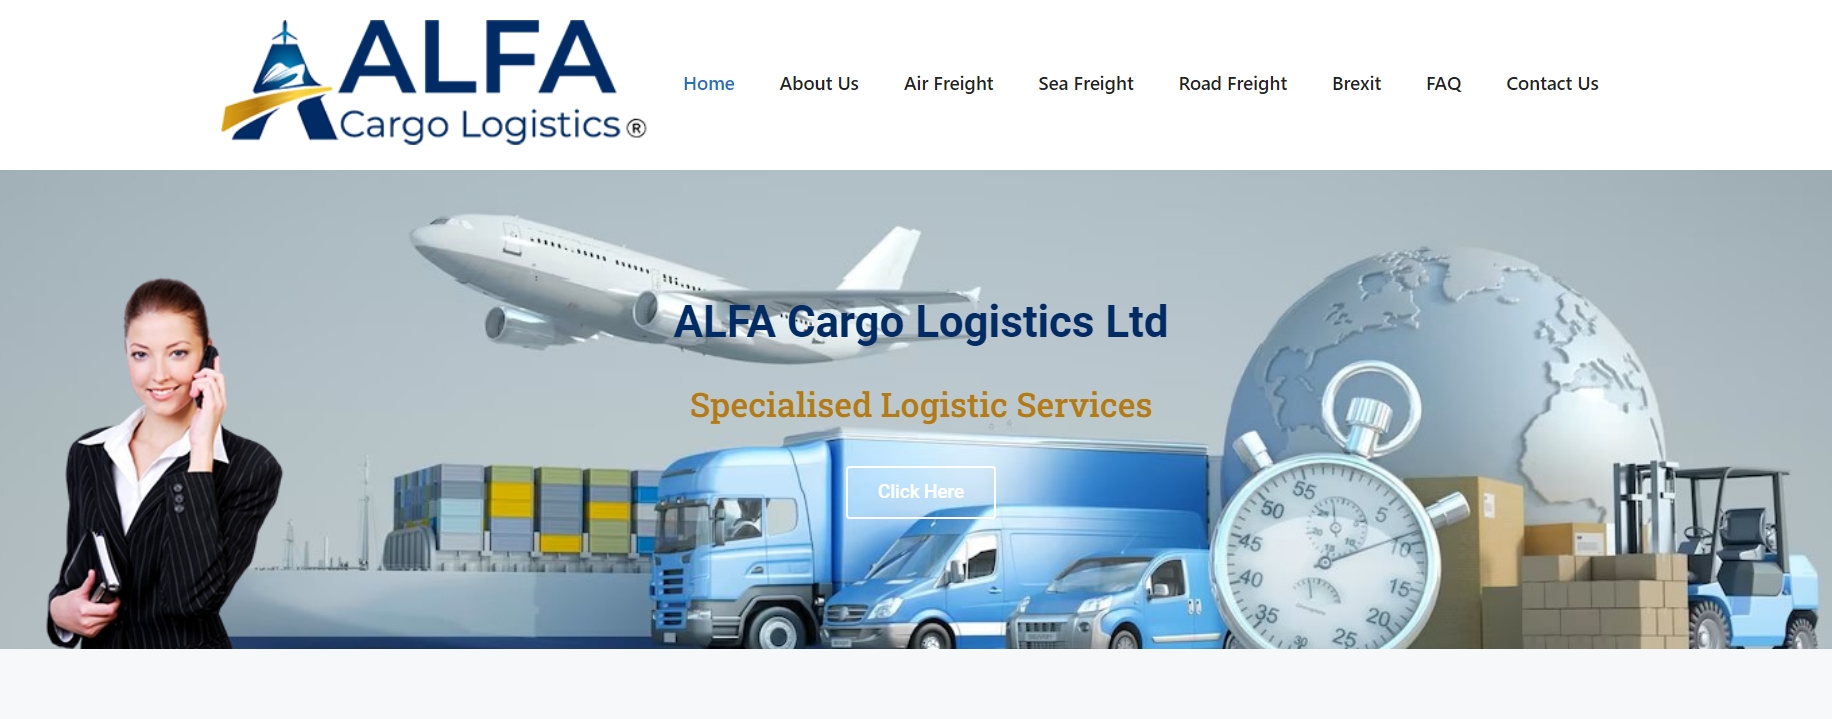 ALFA
Cargo Logistics ®
Home About Us Air Freight Sea Freight Road Freight Brexit FAQ Contact Us
ALFA Cargo Logistics Ltd
Specialised Logistic Services
Click Here
55
50
5
45
10
40
15
35
20
30
25